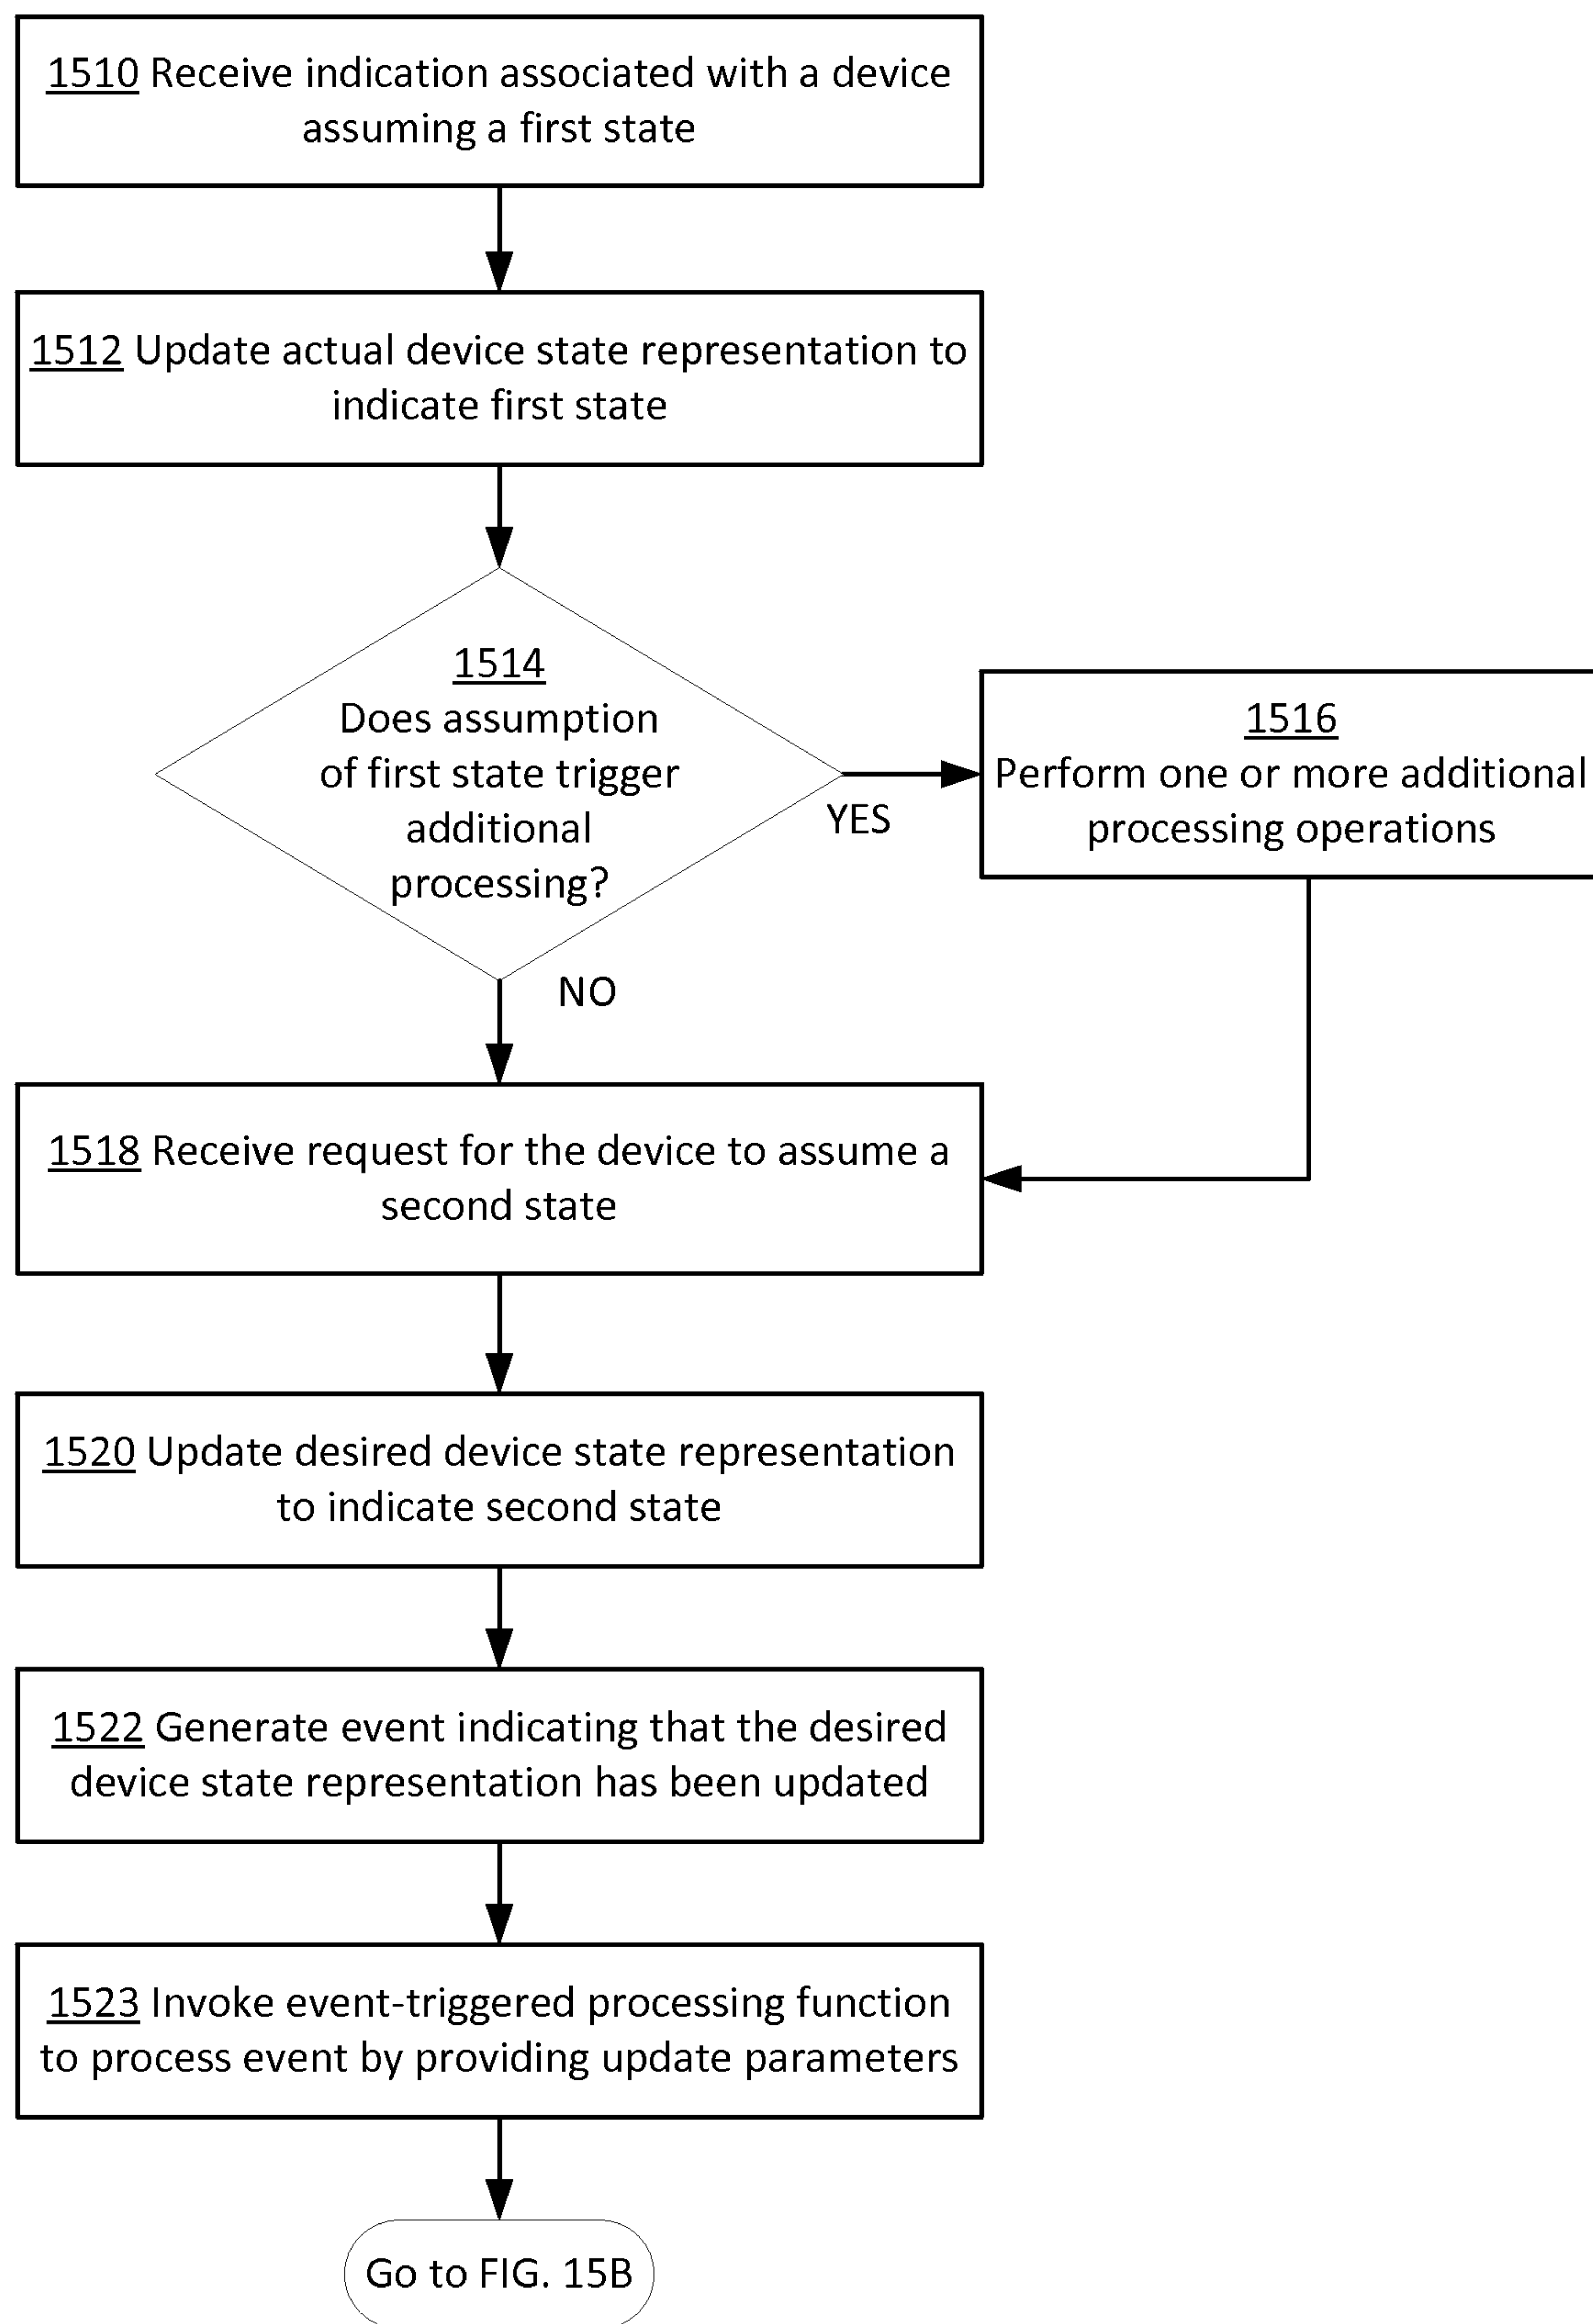 1510 Receive indication associated with a device
assuming a first state
1512 Update actual device state representation to
indicate first state
1514
Does assumption
of first state trigger
additional
processing?
YES
1516
Perform one or more additional
processing operations
NO
1518 Receive request for the device to assume a
second state
1520 Update desired device state representation
to indicate second state
1522 Generate event indicating that the desired
device state representation has been updated
1523 Invoke event-triggered processing function
to process event by providing update parameters
Go to FIG. 15B